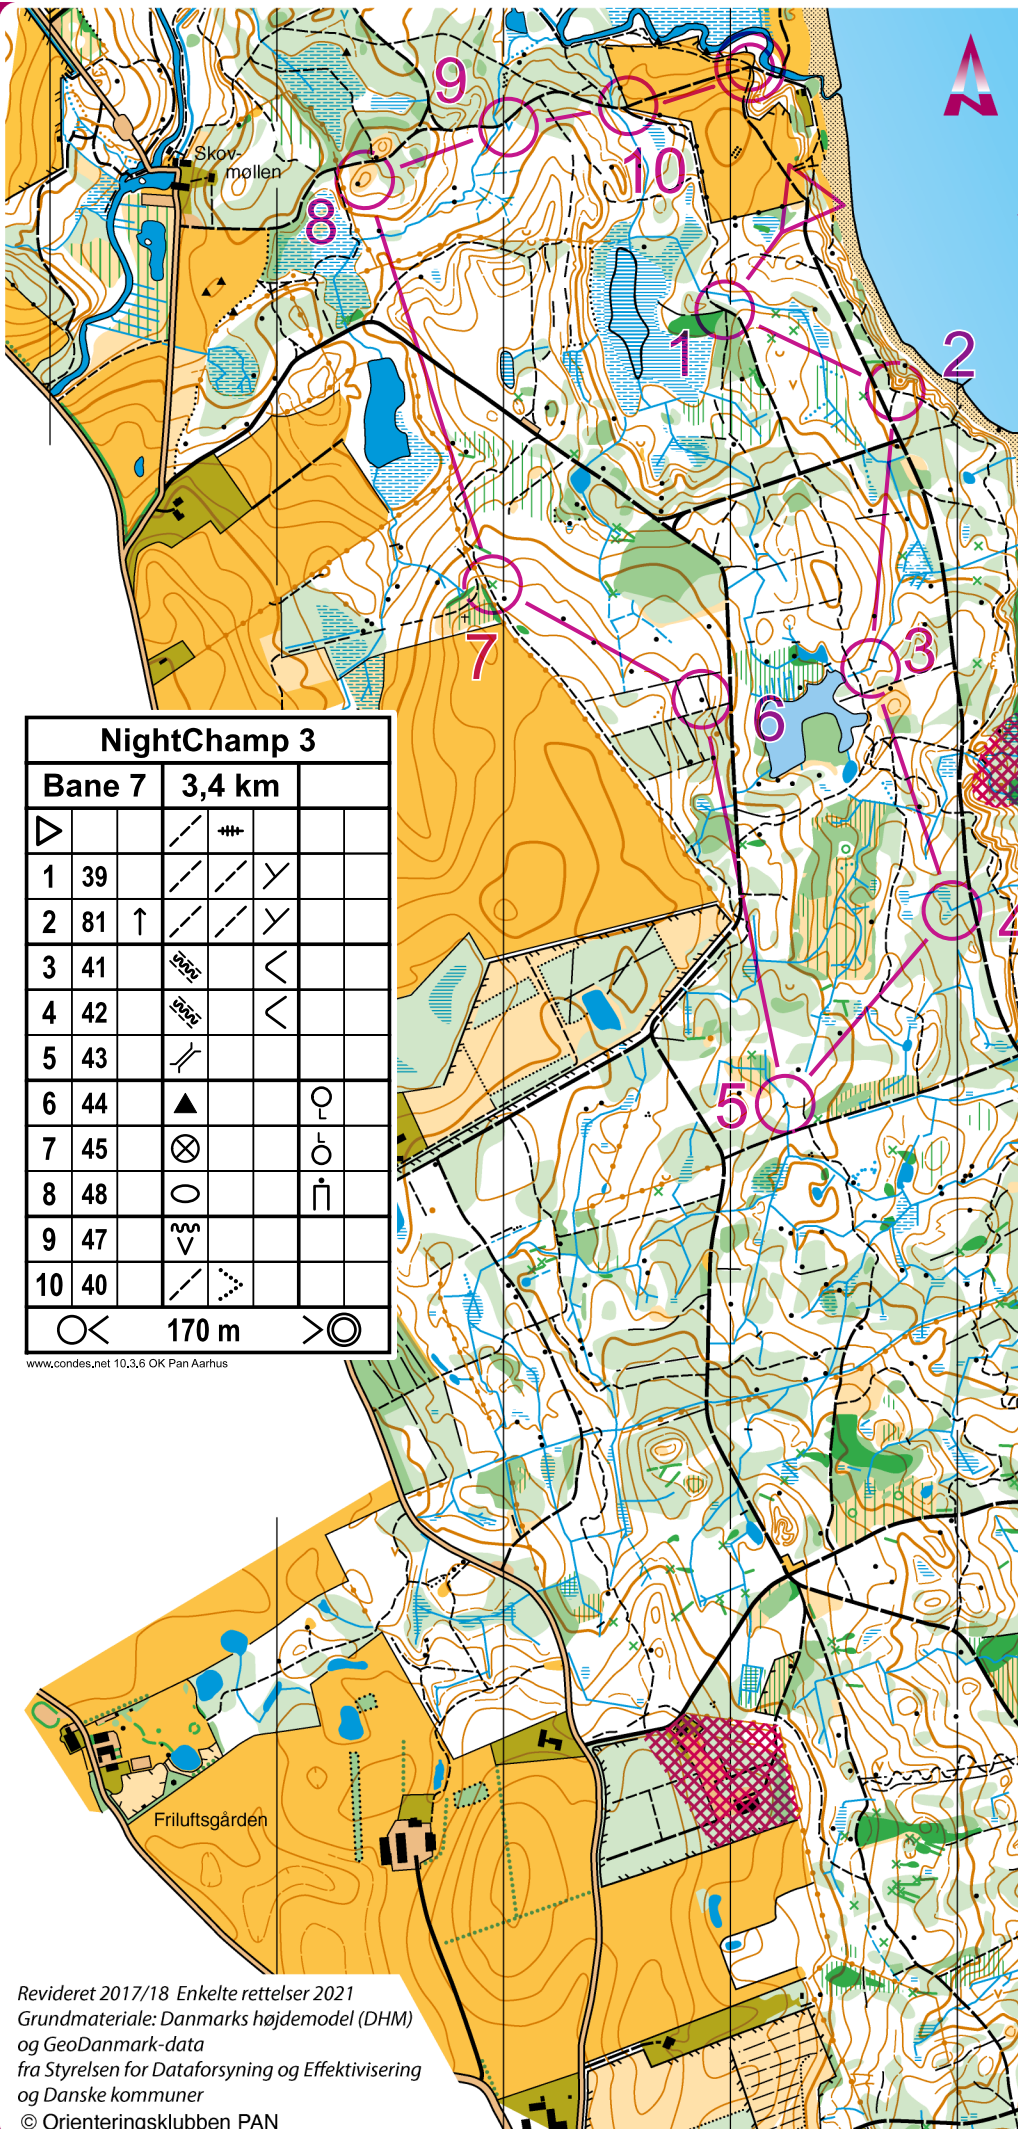 9
Skov-
møllen
10
8
1
2
3
7
6
4
5
NightChamp 3
Bane 7 3,4 km
1 39
2 81
3 41
4 42
5 43
6 44
7 45
8 48
9 47
10 40
170 m
www.condes.net 10.3.6 OK Pan Aarhus
Friluftsgården
Revideret 2017/18 Enkelte rettelser 2021
Grundmateriale: Danmarks højdemodel (DHM)
og GeoDanmark-data
fra Styrelsen for Dataforsyning og Effektivisering
og Danske kommuner
© Orienteringsklubben PAN